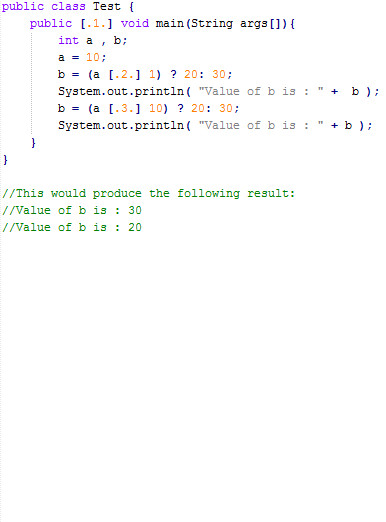 public class Test {
public [.1.] void main(String args[]){
int a , b;
a = 10;
b = (a [.2.] 1) ? 20: 30;
System.out.println( "Value of b is : " +  b );
b = (a [.3.] 10) ? 20: 30;
System.out.println( "Value of b is : " + b );
}
}
//This would produce the following result:
//Value of b is : 30
//Value of b is : 20